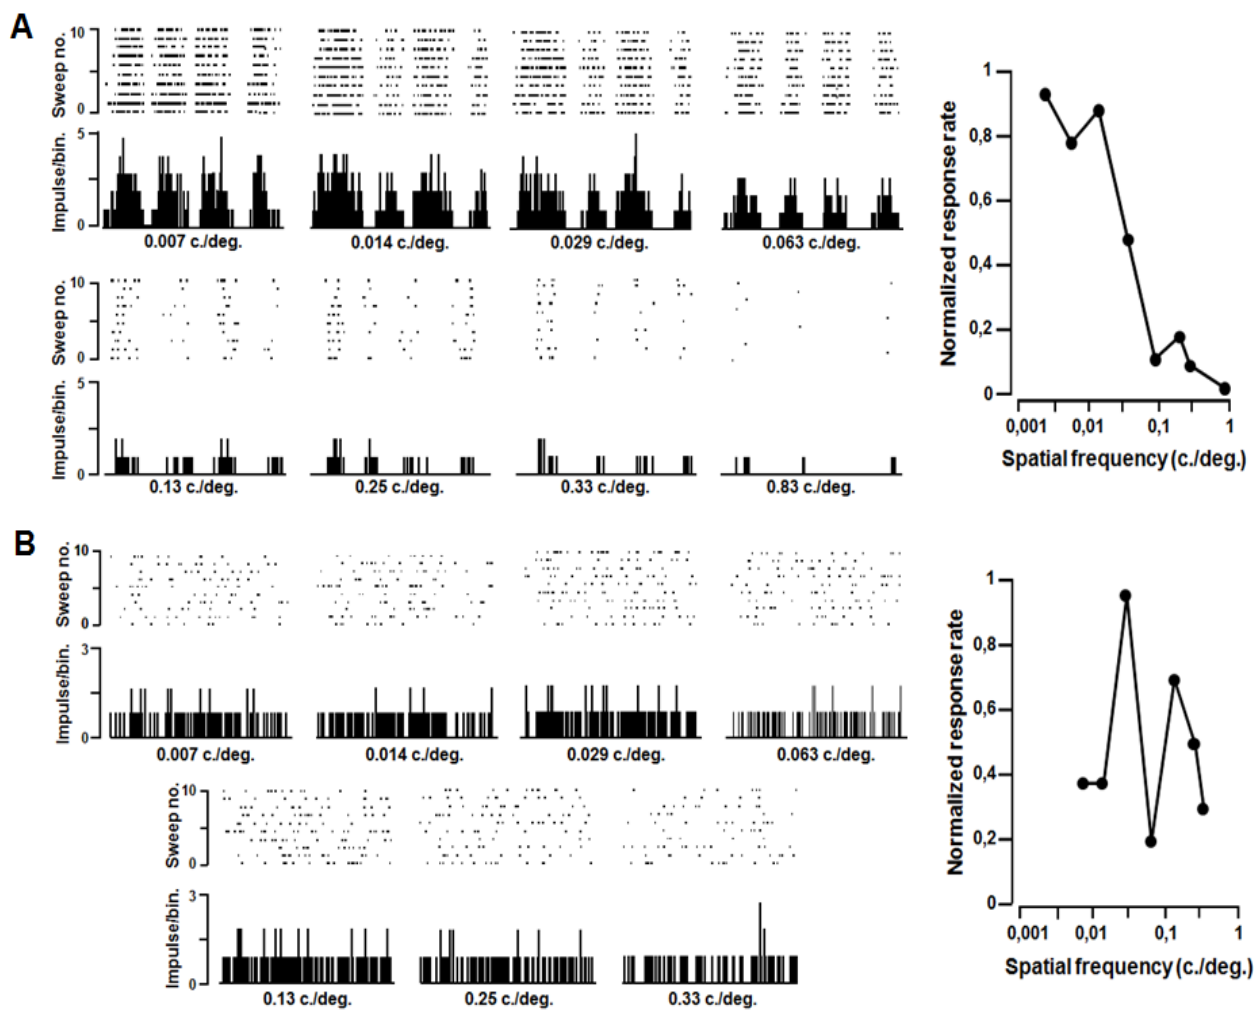 A
Sweep no.
10
5
0
Impulse/bin.
5
0
0.007 c./deg.
0.014 c./deg.
0.029 c./deg.
0.063 c./deg.
Sweep no.
10
5
0
Impulse/bin.
5
0
0.13 c./deg.
0.25 c./deg.
0.33 c./deg.
0.83 c./deg.
Normalized response rate
1
0,8
0,6
0,4
0,2
0
0,001
0,01
0,1
1
Spatial frequency (c./deg.)
B
Sweep no.
10
5
0
Impulse/bin.
3
0
0.007 c./deg.
0.014 c./deg.
0.029 c./deg.
0.063 c./deg.
Sweep no.
10
5
0
Impulse/bin.
3
0
0.13 c./deg.
0.25 c./deg.
0.33 c./deg.
Normalized response rate
1
0,8
0,6
0,4
0,2
0
0,001
0,01
0,1
1
Spatial frequency (c./deg.)